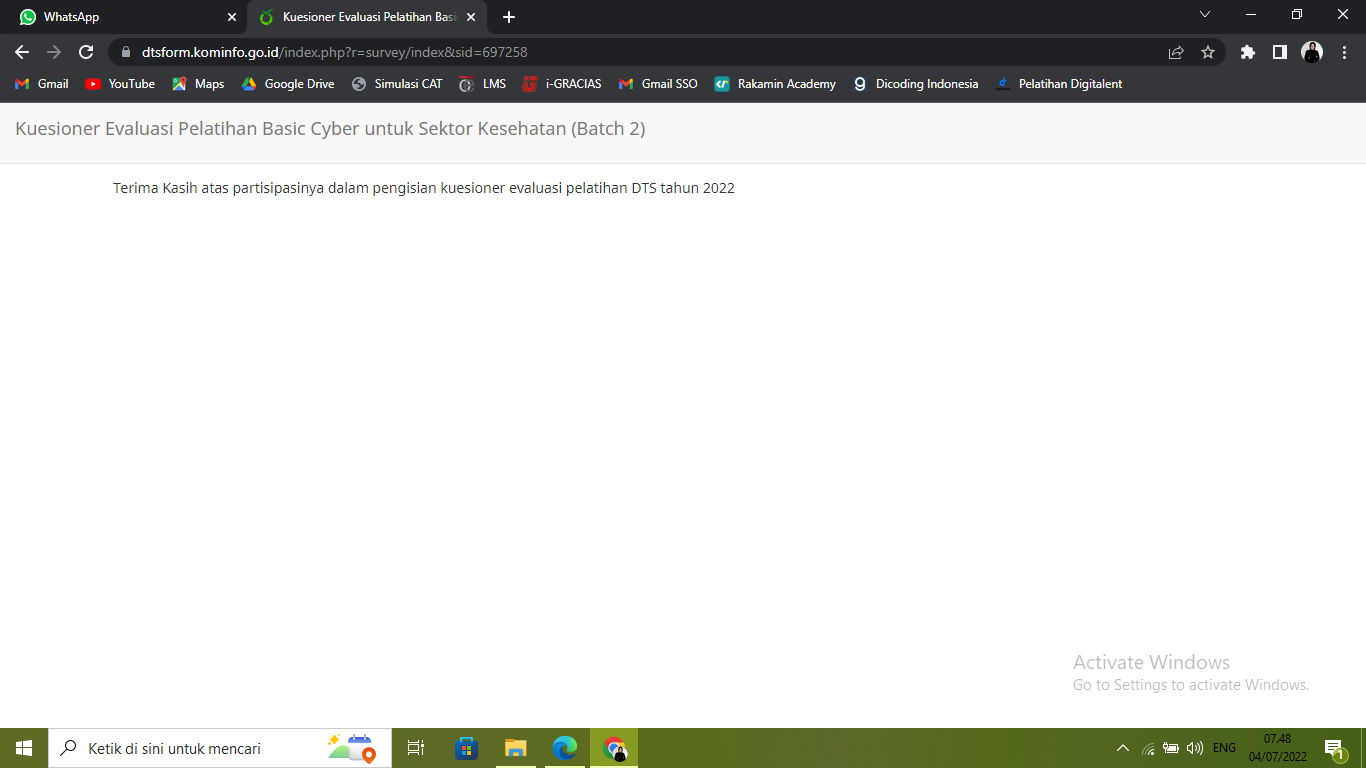 WhatsApp
Kuesioner Evaluasi Pelatihan Basi
dtsform.kominfo.go.id/index.php?r=survey/index&sid=697258
Gmail YouTube Maps Google Drive Simulasi CAT LMS i-GRACIAS Gmail SSO Rakamin Academy Dicoding Indonesia Pelatihan Digitalent
Kuesioner Evaluasi Pelatihan Basic Cyber untuk Sektor Kesehatan (Batch 2)
Terima Kasih atas partisipasinya dalam pengisian kuesioner evaluasi pelatihan DTS tahun 2022
Activate Windows
Go to Settings to activate Windows.
Ketik di sini untuk mencari
ENG
07.48
04/07/2022
1